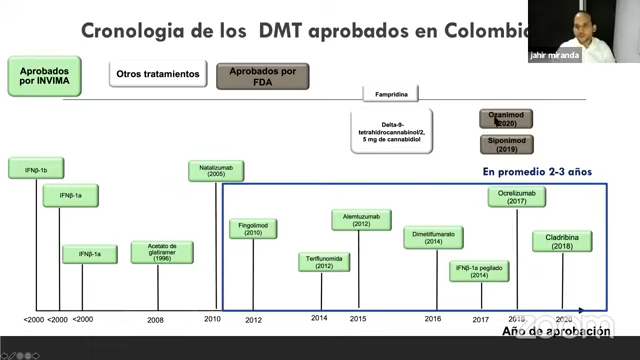 Cronologia de los DMT aprobados en Colombia
jahir miranda
Aprobados
por INVIMA
Otros tratamientos
Aprobados por
FDA
Fampridina
Delta-9-
tetrahidrocannabinol/2,
5 mg de cannabidiol
Ozanimod
(2020)
Siponimod
(2019)
En promedio 2-3 años
IFNβ-1b
IFNβ-1a
IFNβ-1a
Acetato de
glatiramer
(1996)
Natalizumab
(2005)
Fingolimod
(2010)
Teriflunomida
(2012)
Alemtuzumab
(2012)
Dimetilfumarato
(2014)
IFNβ-1a pegilado
(2014)
Ocrelizumab
(2017)
Cladribina
(2018)
<2000 <2000 <2000 2008 2010 2012 2014 2015 2016 2017 2019 2020
zoom
Año de aprobación